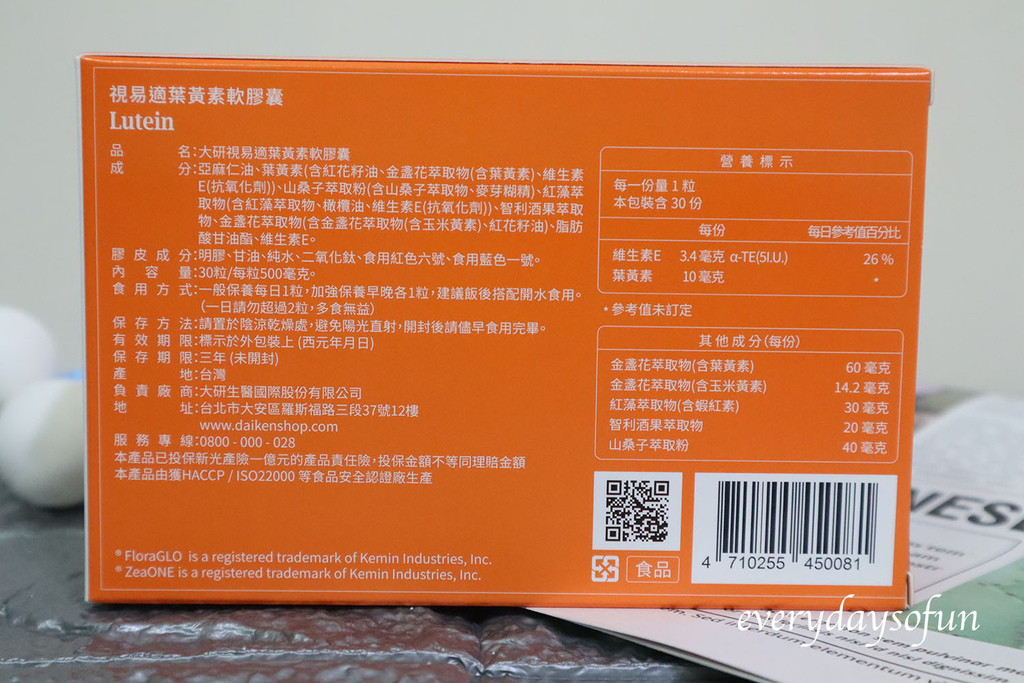 視易適葉黃素軟膠囊
Lutein
品名:大研視易適葉黃素軟膠囊
成分:亞麻仁油、葉黃素(含紅花籽油、金盞花萃取物(含葉黃素)、維生素
E(抗氧化劑))、山桑子萃取粉(含山桑子萃取物、麥芽糊精)、紅藻萃
取物(含紅藻萃取物、橄欖油、維生素E(抗氧化劑))、智利酒果萃取
物、金盞花萃取物(含金盞花萃取物(含玉米黃素)、紅花籽油)、脂肪
酸甘油酯、維生素E。
膠皮成分:明膠、甘油、純水、二氧化鈦、食用紅色六號、食用藍色一號。
內容量:30粒/每粒500毫克。
食用方式:一般保養每日1粒,加強保養早晚各1粒,建議飯後搭配開水食用。
(一日請勿超過2粒,多食無益)
保存方法:請置於陰涼乾燥處,避免陽光直射,開封後請儘早食用完畢。
有效期限:標示於外包裝上 (西元年月日)
保存期限:三年 (未開封)
產地:台灣
負責廠商:大研生醫國際股份有限公司
地址:台北市大安區羅斯福路三段37號12樓
www.daikenshop.com
服務專線:0800 - 000 - 028
本產品已投保新光產險一億元的產品責任險,投保金額不等同理賠金額
本產品由獲HACCP / ISO22000 等食品安全認證廠生產
® FloraGLO is a registered trademark of Kemin Industries, Inc.
® ZeaONE is a registered trademark of Kemin Industries, Inc.
營養標示
每一份量 1 粒
本包裝含 30 份
每份 每日參考值百分比
維生素E 3.4 毫克 α-TE(5I.U.) 26 %
葉黃素 10 毫克 *
* 參考值未訂定
其他成分(每份)
金盞花萃取物(含葉黃素) 60 毫克
金盞花萃取物(含玉米黃素) 14.2 毫克
紅藻萃取物(含蝦紅素) 30 毫克
智利酒果萃取物 20 毫克
山桑子萃取粉 40 毫克
食品
4 710255 450081
NES
everydaysofun